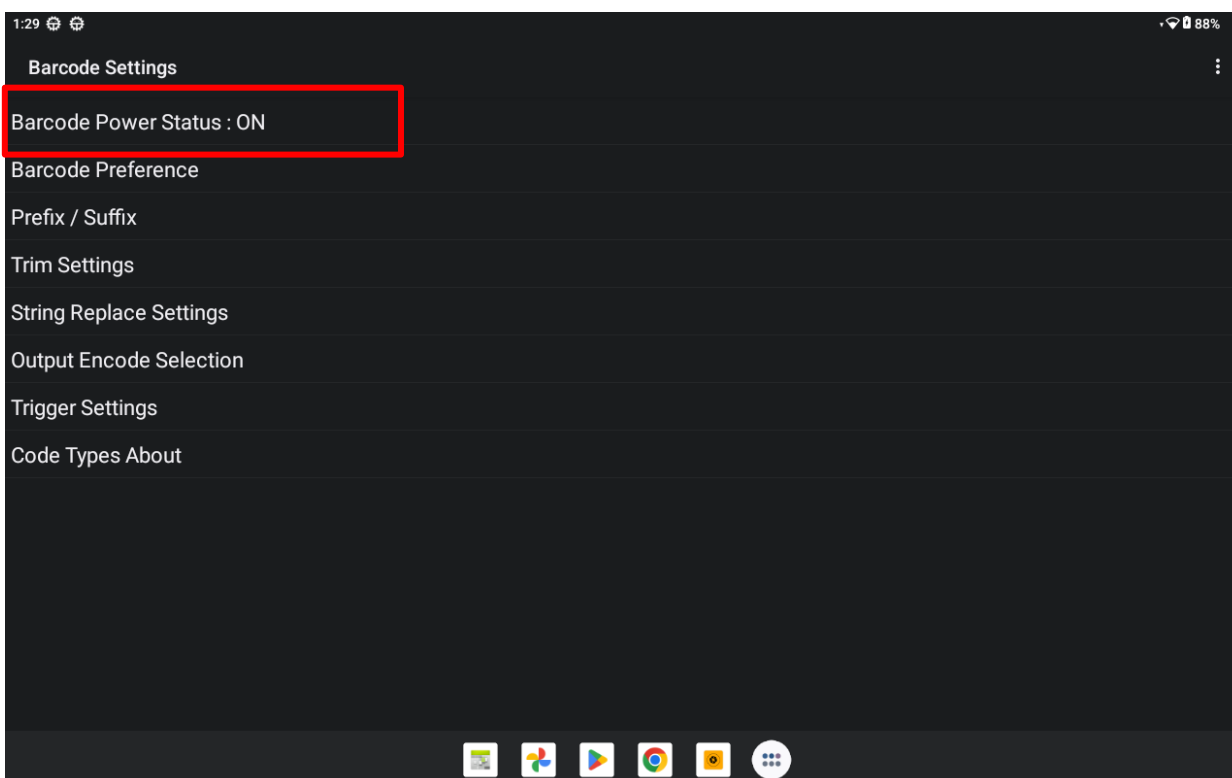 1:29 88%
Barcode Settings
Barcode Power Status : ON
Barcode Preference
Prefix / Suffix
Trim Settings
String Replace Settings
Output Encode Selection
Trigger Settings
Code Types About